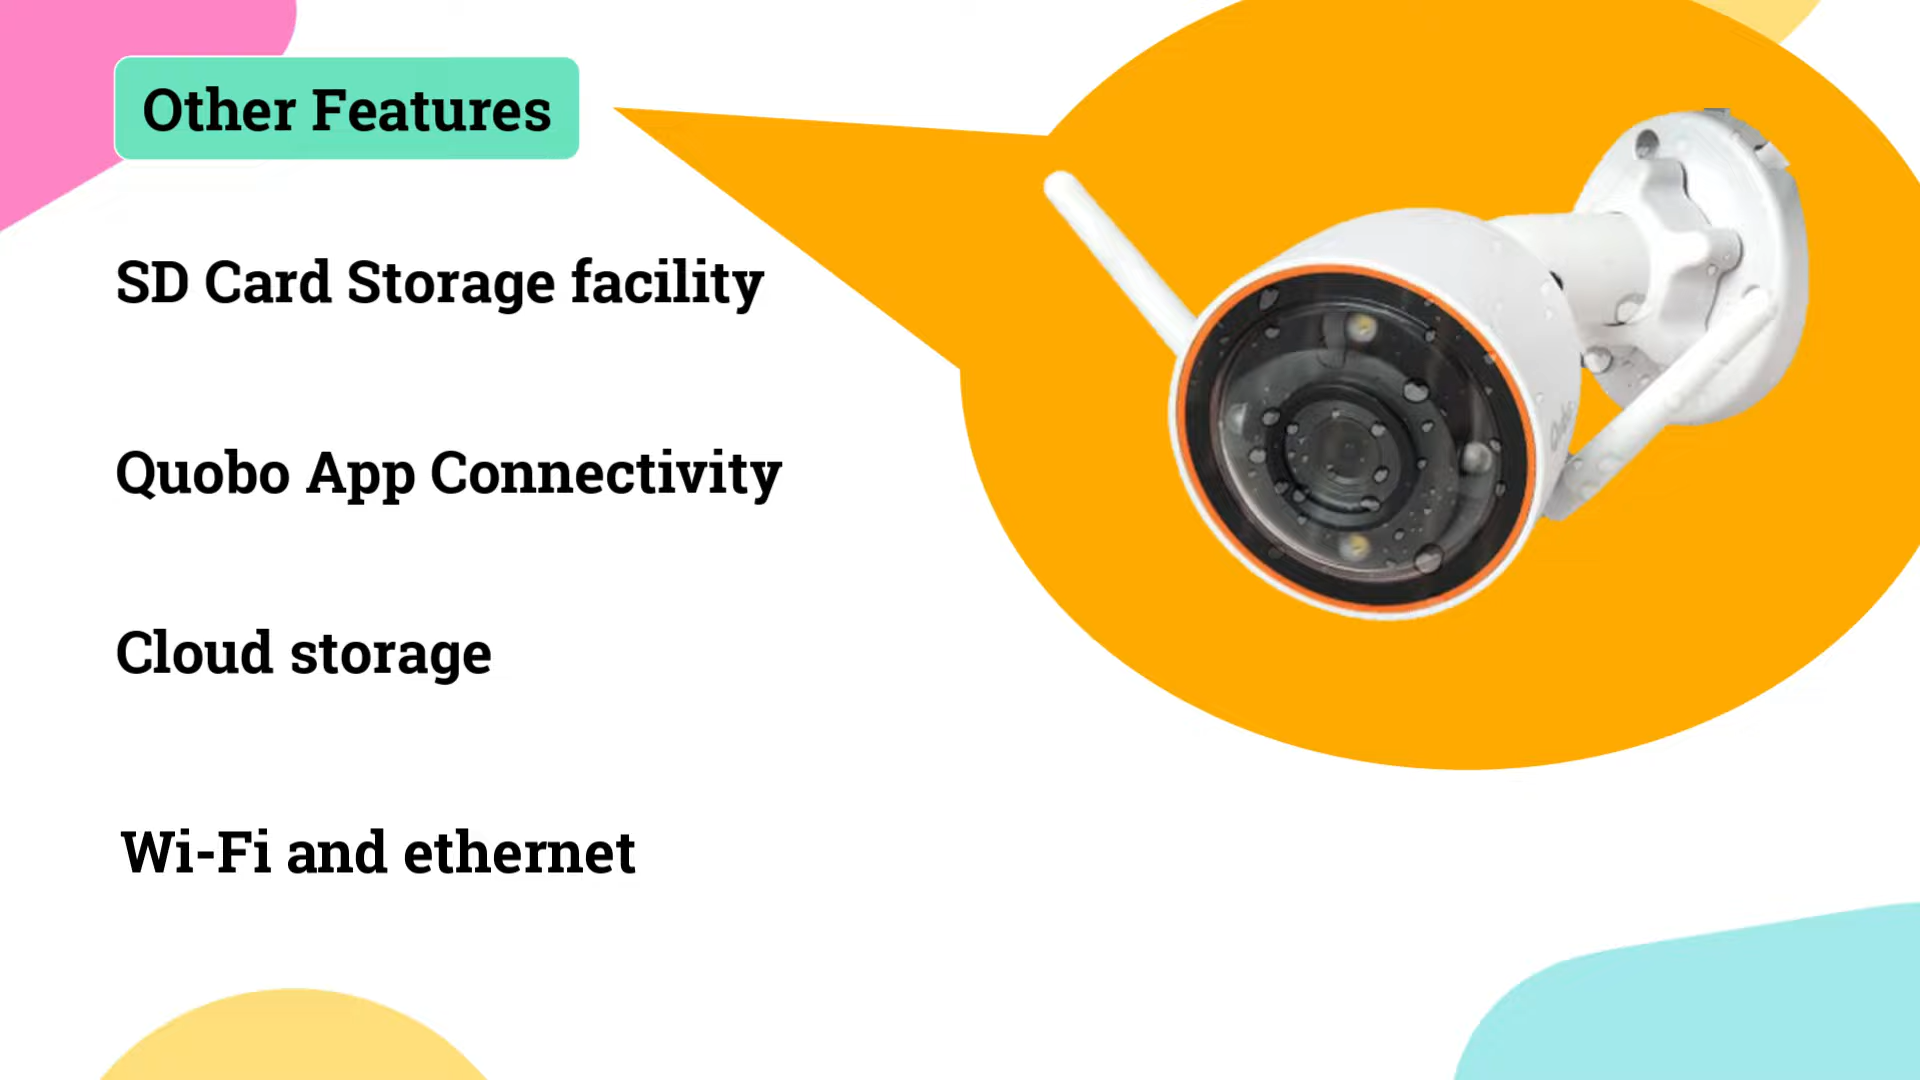 Other Features
SD Card Storage facility
Quobo App Connectivity
Cloud storage
Wi-Fi and ethernet